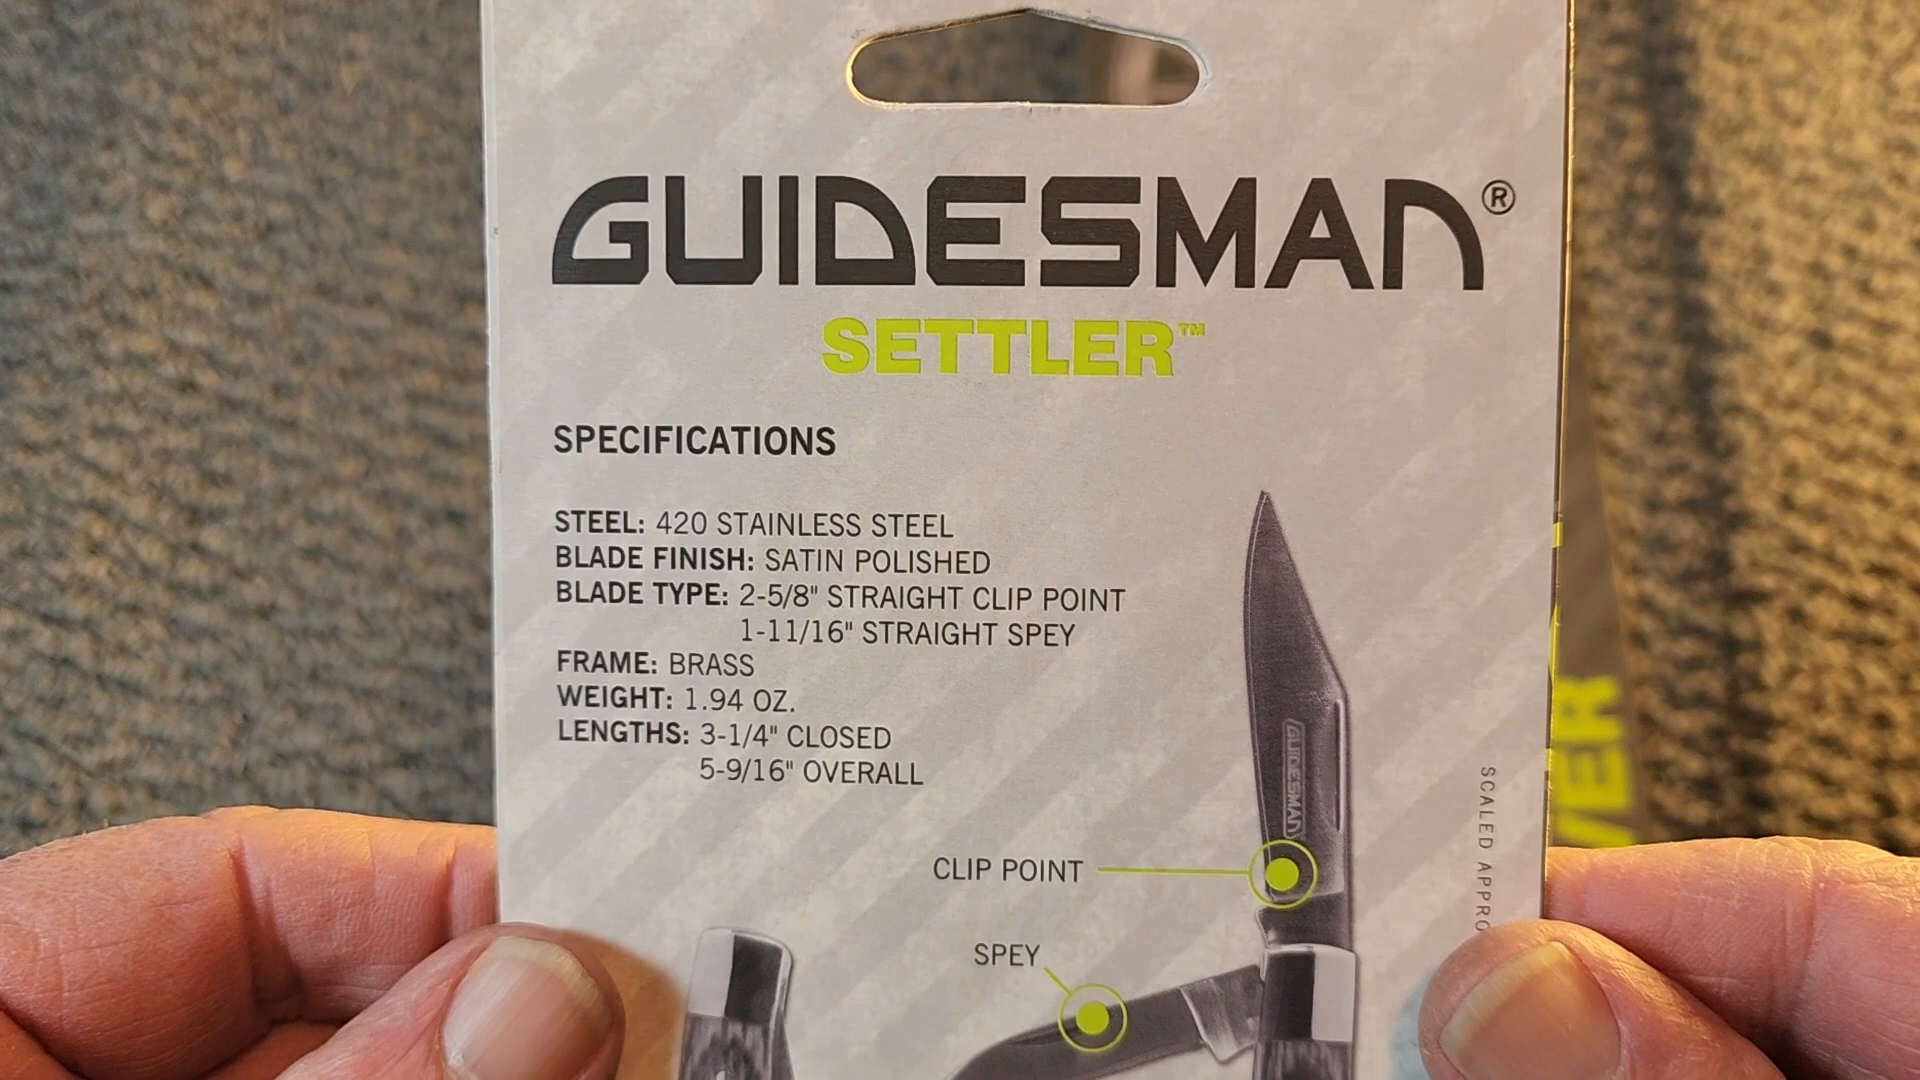 GUIDESMAN®
SETTLER™
SPECIFICATIONS
STEEL: 420 STAINLESS STEEL
BLADE FINISH: SATIN POLISHED
BLADE TYPE: 2-5/8" STRAIGHT CLIP POINT
1-11/16" STRAIGHT SPEY
FRAME: BRASS
WEIGHT: 1.94 OZ.
LENGTHS: 3-1/4" CLOSED
5-9/16" OVERALL
GUIDESMAN
CLIP POINT
SPEY
SCALED